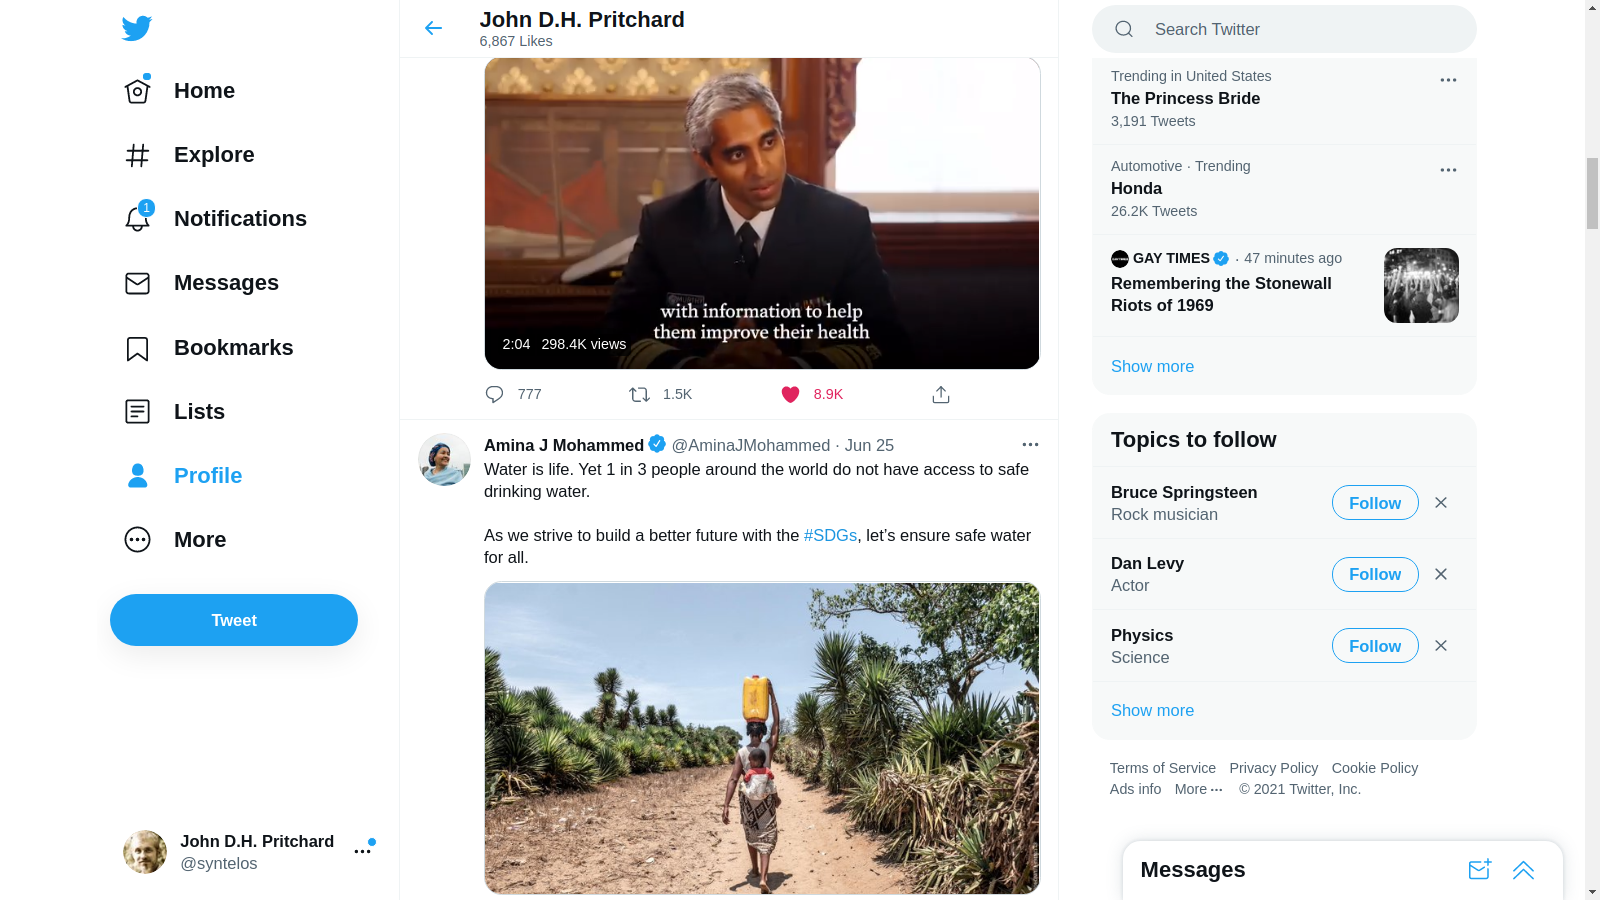 Home
Explore
1
Notifications
Messages
Bookmarks
Lists
Profile
More
Tweet
John D.H. Pritchard
@syntelos
John D.H. Pritchard
6,867 Likes
with information to help
them improve their health
2:04 298.4K views
777 1.5K 8.9K
Amina J Mohammed @AminaJMohammed · Jun 25
Water is life. Yet 1 in 3 people around the world do not have access to safe
drinking water.
As we strive to build a better future with the #SDGs, let’s ensure safe water
for all.
Search Twitter
Trending in United States
The Princess Bride
3,191 Tweets
Automotive · Trending
Honda
26.2K Tweets
GAY TIMES · 47 minutes ago
Remembering the Stonewall
Riots of 1969
Show more
Topics to follow
Bruce Springsteen
Rock musician
Follow
Dan Levy
Actor
Follow
Physics
Science
Follow
Show more
Terms of Service Privacy Policy Cookie Policy
Ads info More ··· © 2021 Twitter, Inc.
Messages